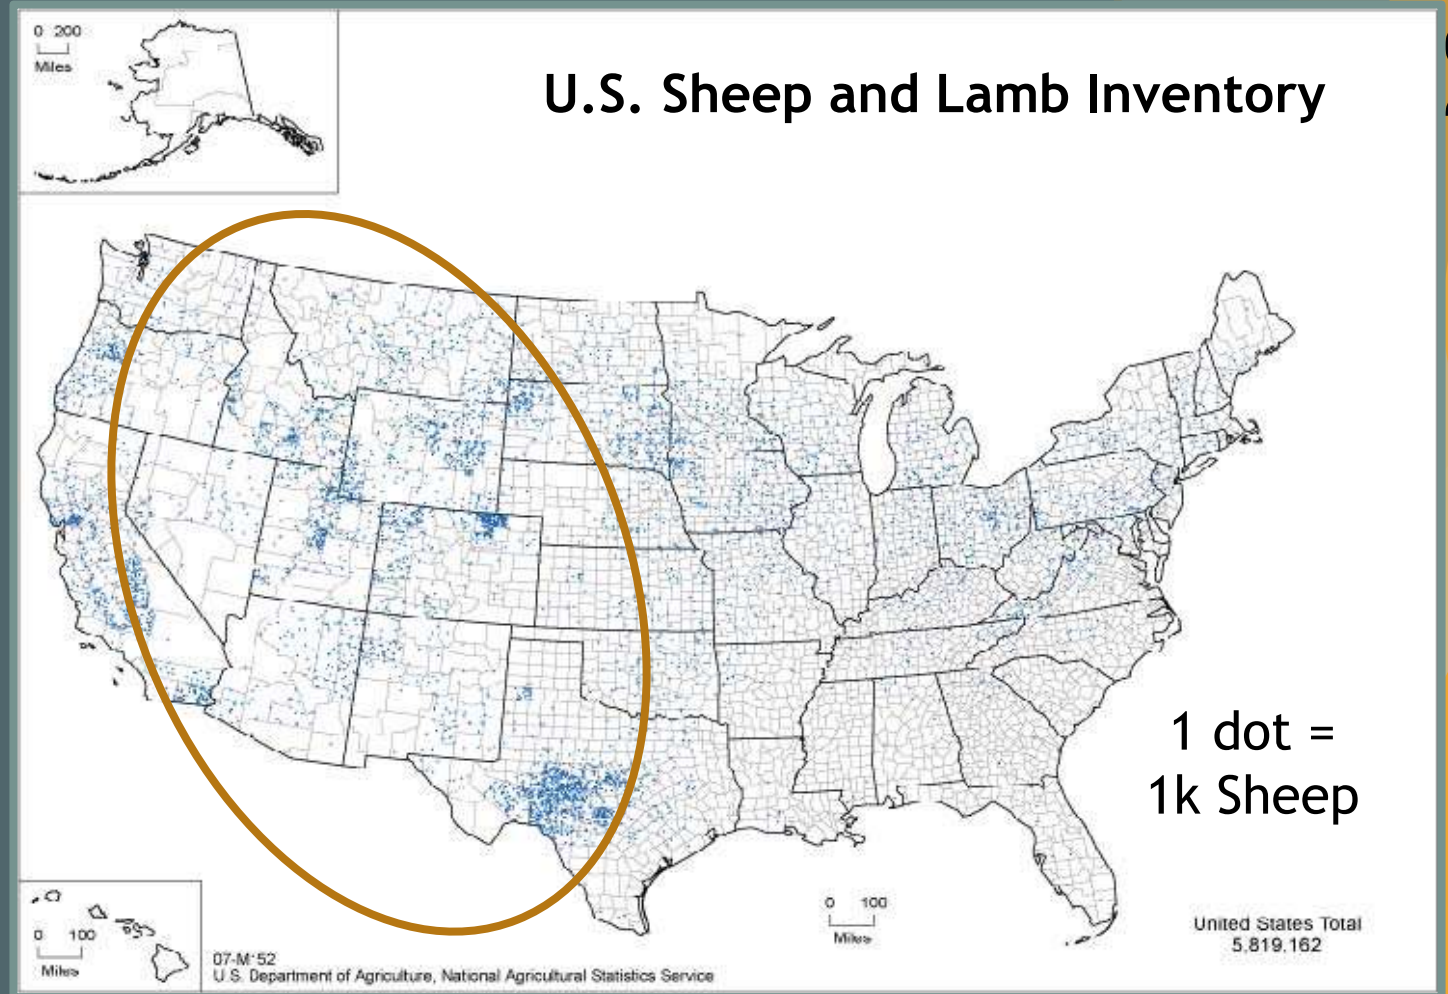 0 200
Miles
U.S. Sheep and Lamb Inventory
1 dot =
1k Sheep
0 100
Miles
United States Total
5,819,162
0 100
Miles
07-M152
U.S. Department of Agriculture, National Agricultural Statistics Service